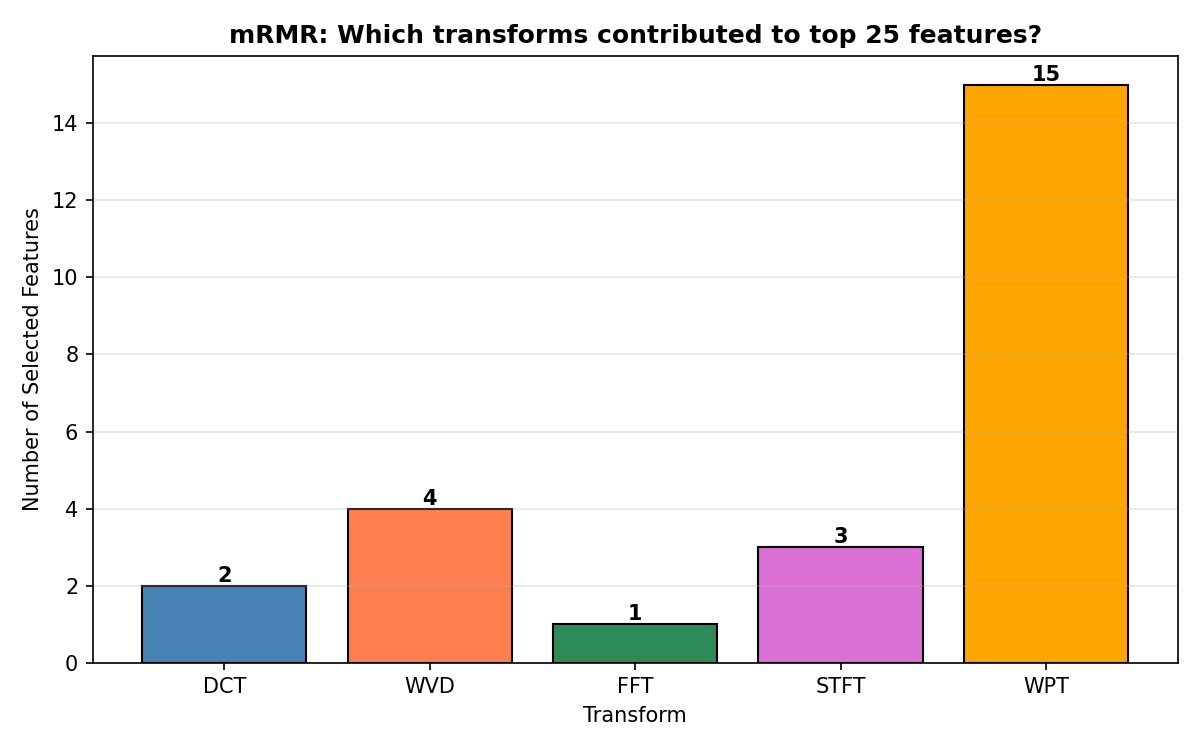 mRMR: Which transforms contributed to top 25 features?
15
14
12
10
8
6
4
2
0
4
3
2
1
Number of Selected Features
DCT
WVD
FFT
STFT
WPT
Transform